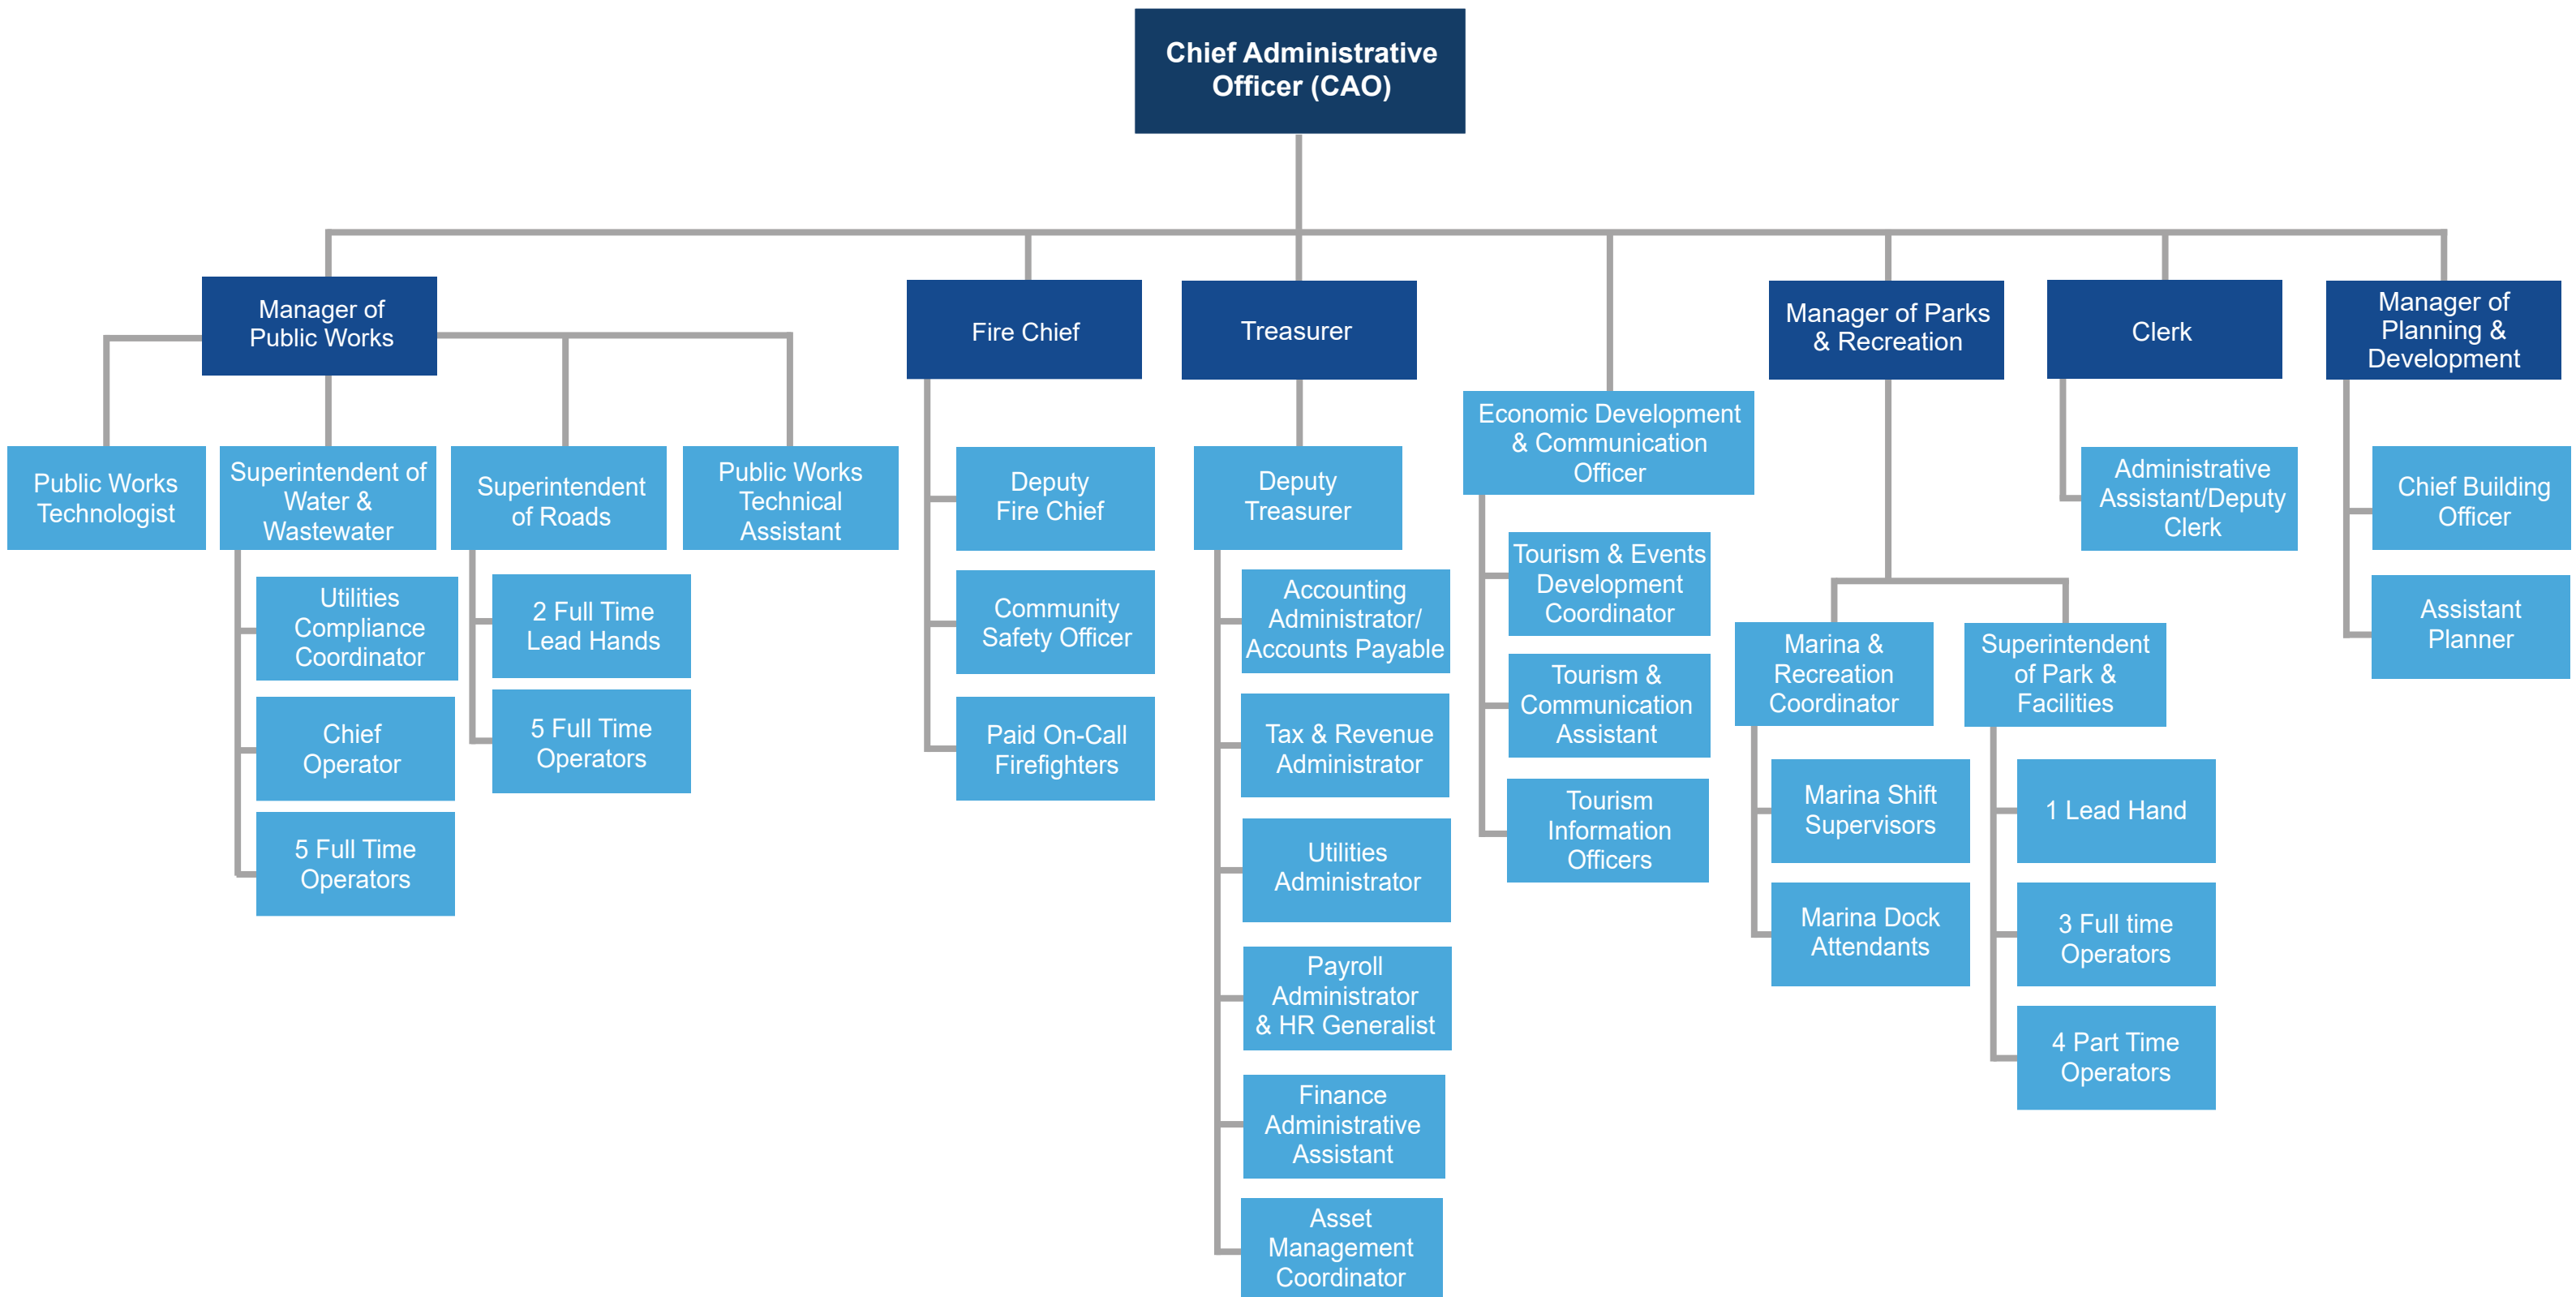 Chief Administrative
Officer (CAO)
Manager of
Public Works
Fire Chief
Treasurer
Manager of Parks
& Recreation
Clerk
Manager of
Planning &
Development
Economic Development
& Communication
Officer
Public Works
Technologist
Superintendent of
Water &
Wastewater
Superintendent
of Roads
Public Works
Technical
Assistant
Utilities
Compliance
Coordinator
Chief
Operator
5 Full Time
Operators
2 Full Time
Lead Hands
5 Full Time
Operators
Deputy
Fire Chief
Community
Safety Officer
Paid On-Call
Firefighters
Deputy
Treasurer
Accounting
Administrator/
Accounts Payable
Tax & Revenue
Administrator
Utilities
Administrator
Payroll
Administrator
& HR Generalist
Finance
Administrative
Assistant
Asset
Management
Coordinator
Tourism & Events
Development
Coordinator
Tourism &
Communication
Assistant
Tourism
Information
Officers
Marina &
Recreation
Coordinator
Marina Shift
Supervisors
Marina Dock
Attendants
Superintendent
of Park &
Facilities
1 Lead Hand
3 Full time
Operators
4 Part Time
Operators
Administrative
Assistant/Deputy
Clerk
Chief Building
Officer
Assistant
Planner